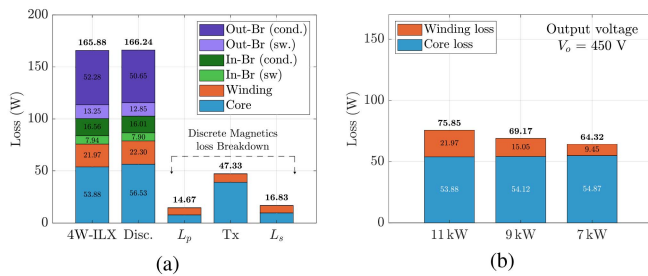 Loss (W)
200
150
100
50
0
165.88
166.24
52.28
50.65
13.25
12.85
16.56
16.01
7.94
7.90
21.97
22.30
53.88
56.53
Out-Br (cond.)
Out-Br (sw.)
In-Br (cond.)
In-Br (sw)
Winding
Core
Discrete Magnetics
loss Breakdown
14.67
47.33
16.83
4W-ILX Disc. Lp Tx Ls
(a)
Loss (W)
150
100
50
0
Winding loss
Core loss
Output voltage
Vo = 450 V
75.85
69.17
64.32
21.97
15.05
9.45
53.88
54.12
54.87
11 kW 9 kW 7 kW
(b)